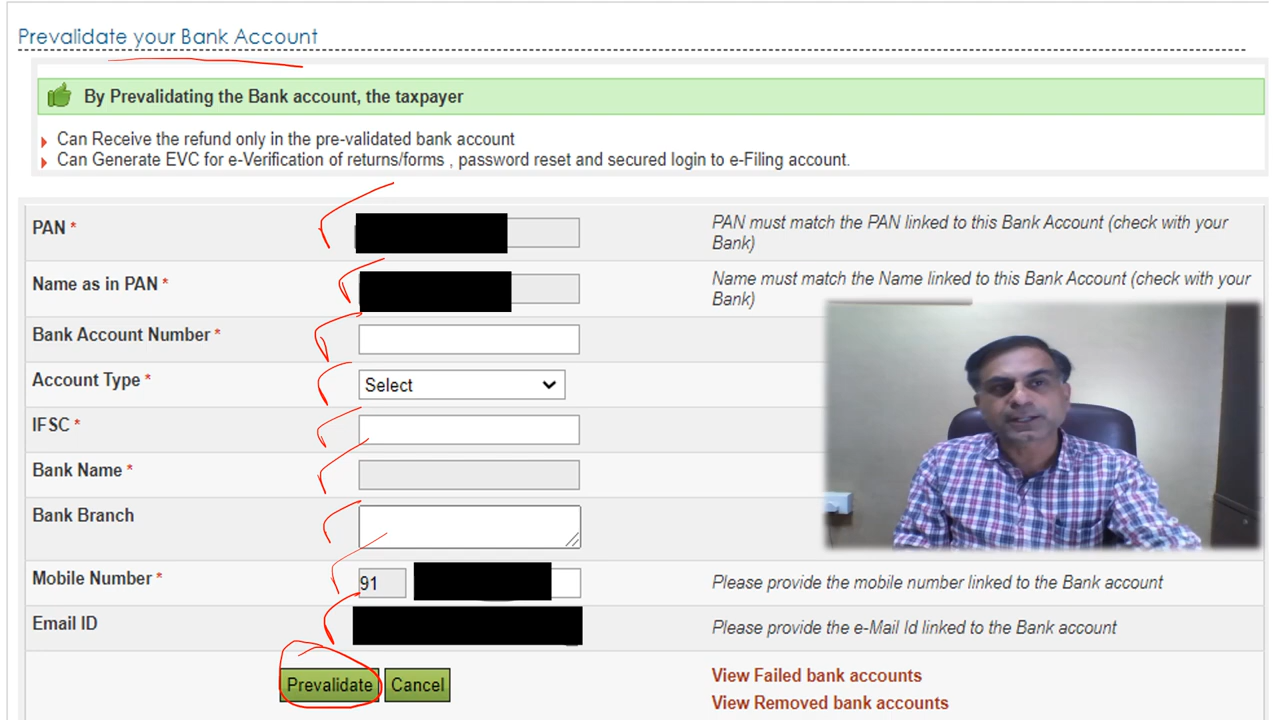 Prevalidate your Bank Account
By Prevalidating the Bank account, the taxpayer
Can Receive the refund only in the pre-validated bank account
Can Generate EVC for e-Verification of returns/forms , password reset and secured login to e-Filing account.
PAN *
PAN must match the PAN linked to this Bank Account (check with your
Bank)
Name as in PAN *
Name must match the Name linked to this Bank Account (check with your
Bank)
Bank Account Number *
Account Type *
Select
IFSC *
Bank Name *
Bank Branch
Mobile Number *
91
Please provide the mobile number linked to the Bank account
Email ID
Please provide the e-Mail Id linked to the Bank account
Prevalidate
Cancel
View Failed bank accounts
View Removed bank accounts